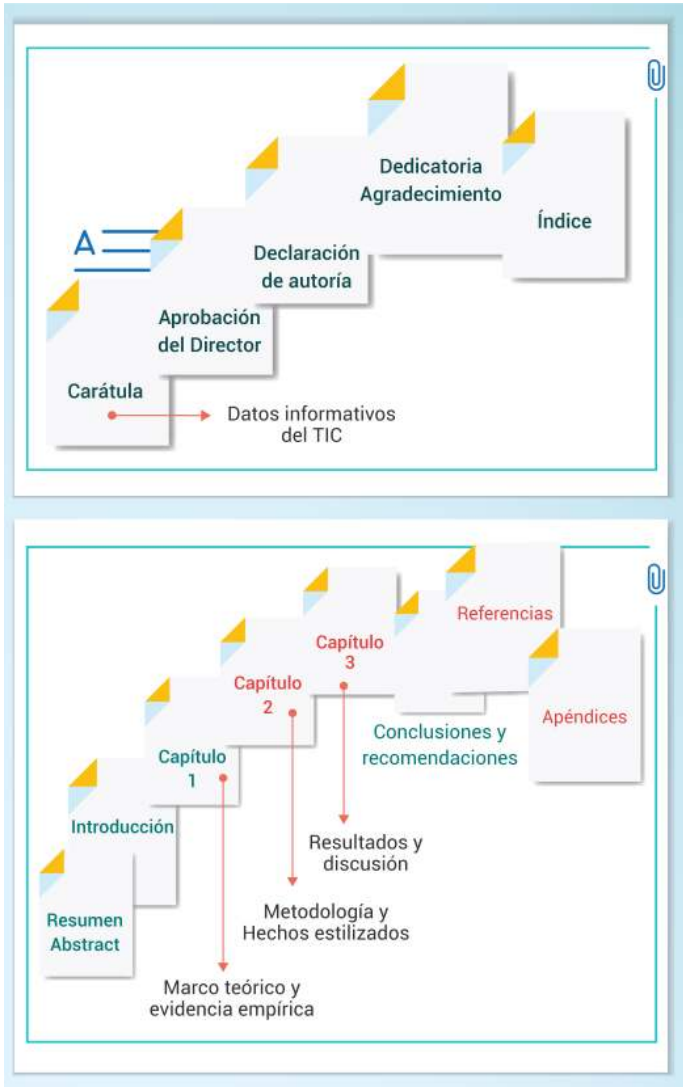 A
Carátula
Datos informativos
del TIC
Aprobación
del Director
Declaración
de autoría
Dedicatoria
Agradecimiento
Índice
Resumen
Abstract
Introducción
Capítulo
1
Marco teórico y
evidencia empírica
Capítulo
2
Metodología y
Hechos estilizados
Capítulo
3
Resultados y
discusión
Conclusiones y
recomendaciones
Referencias
Apéndices